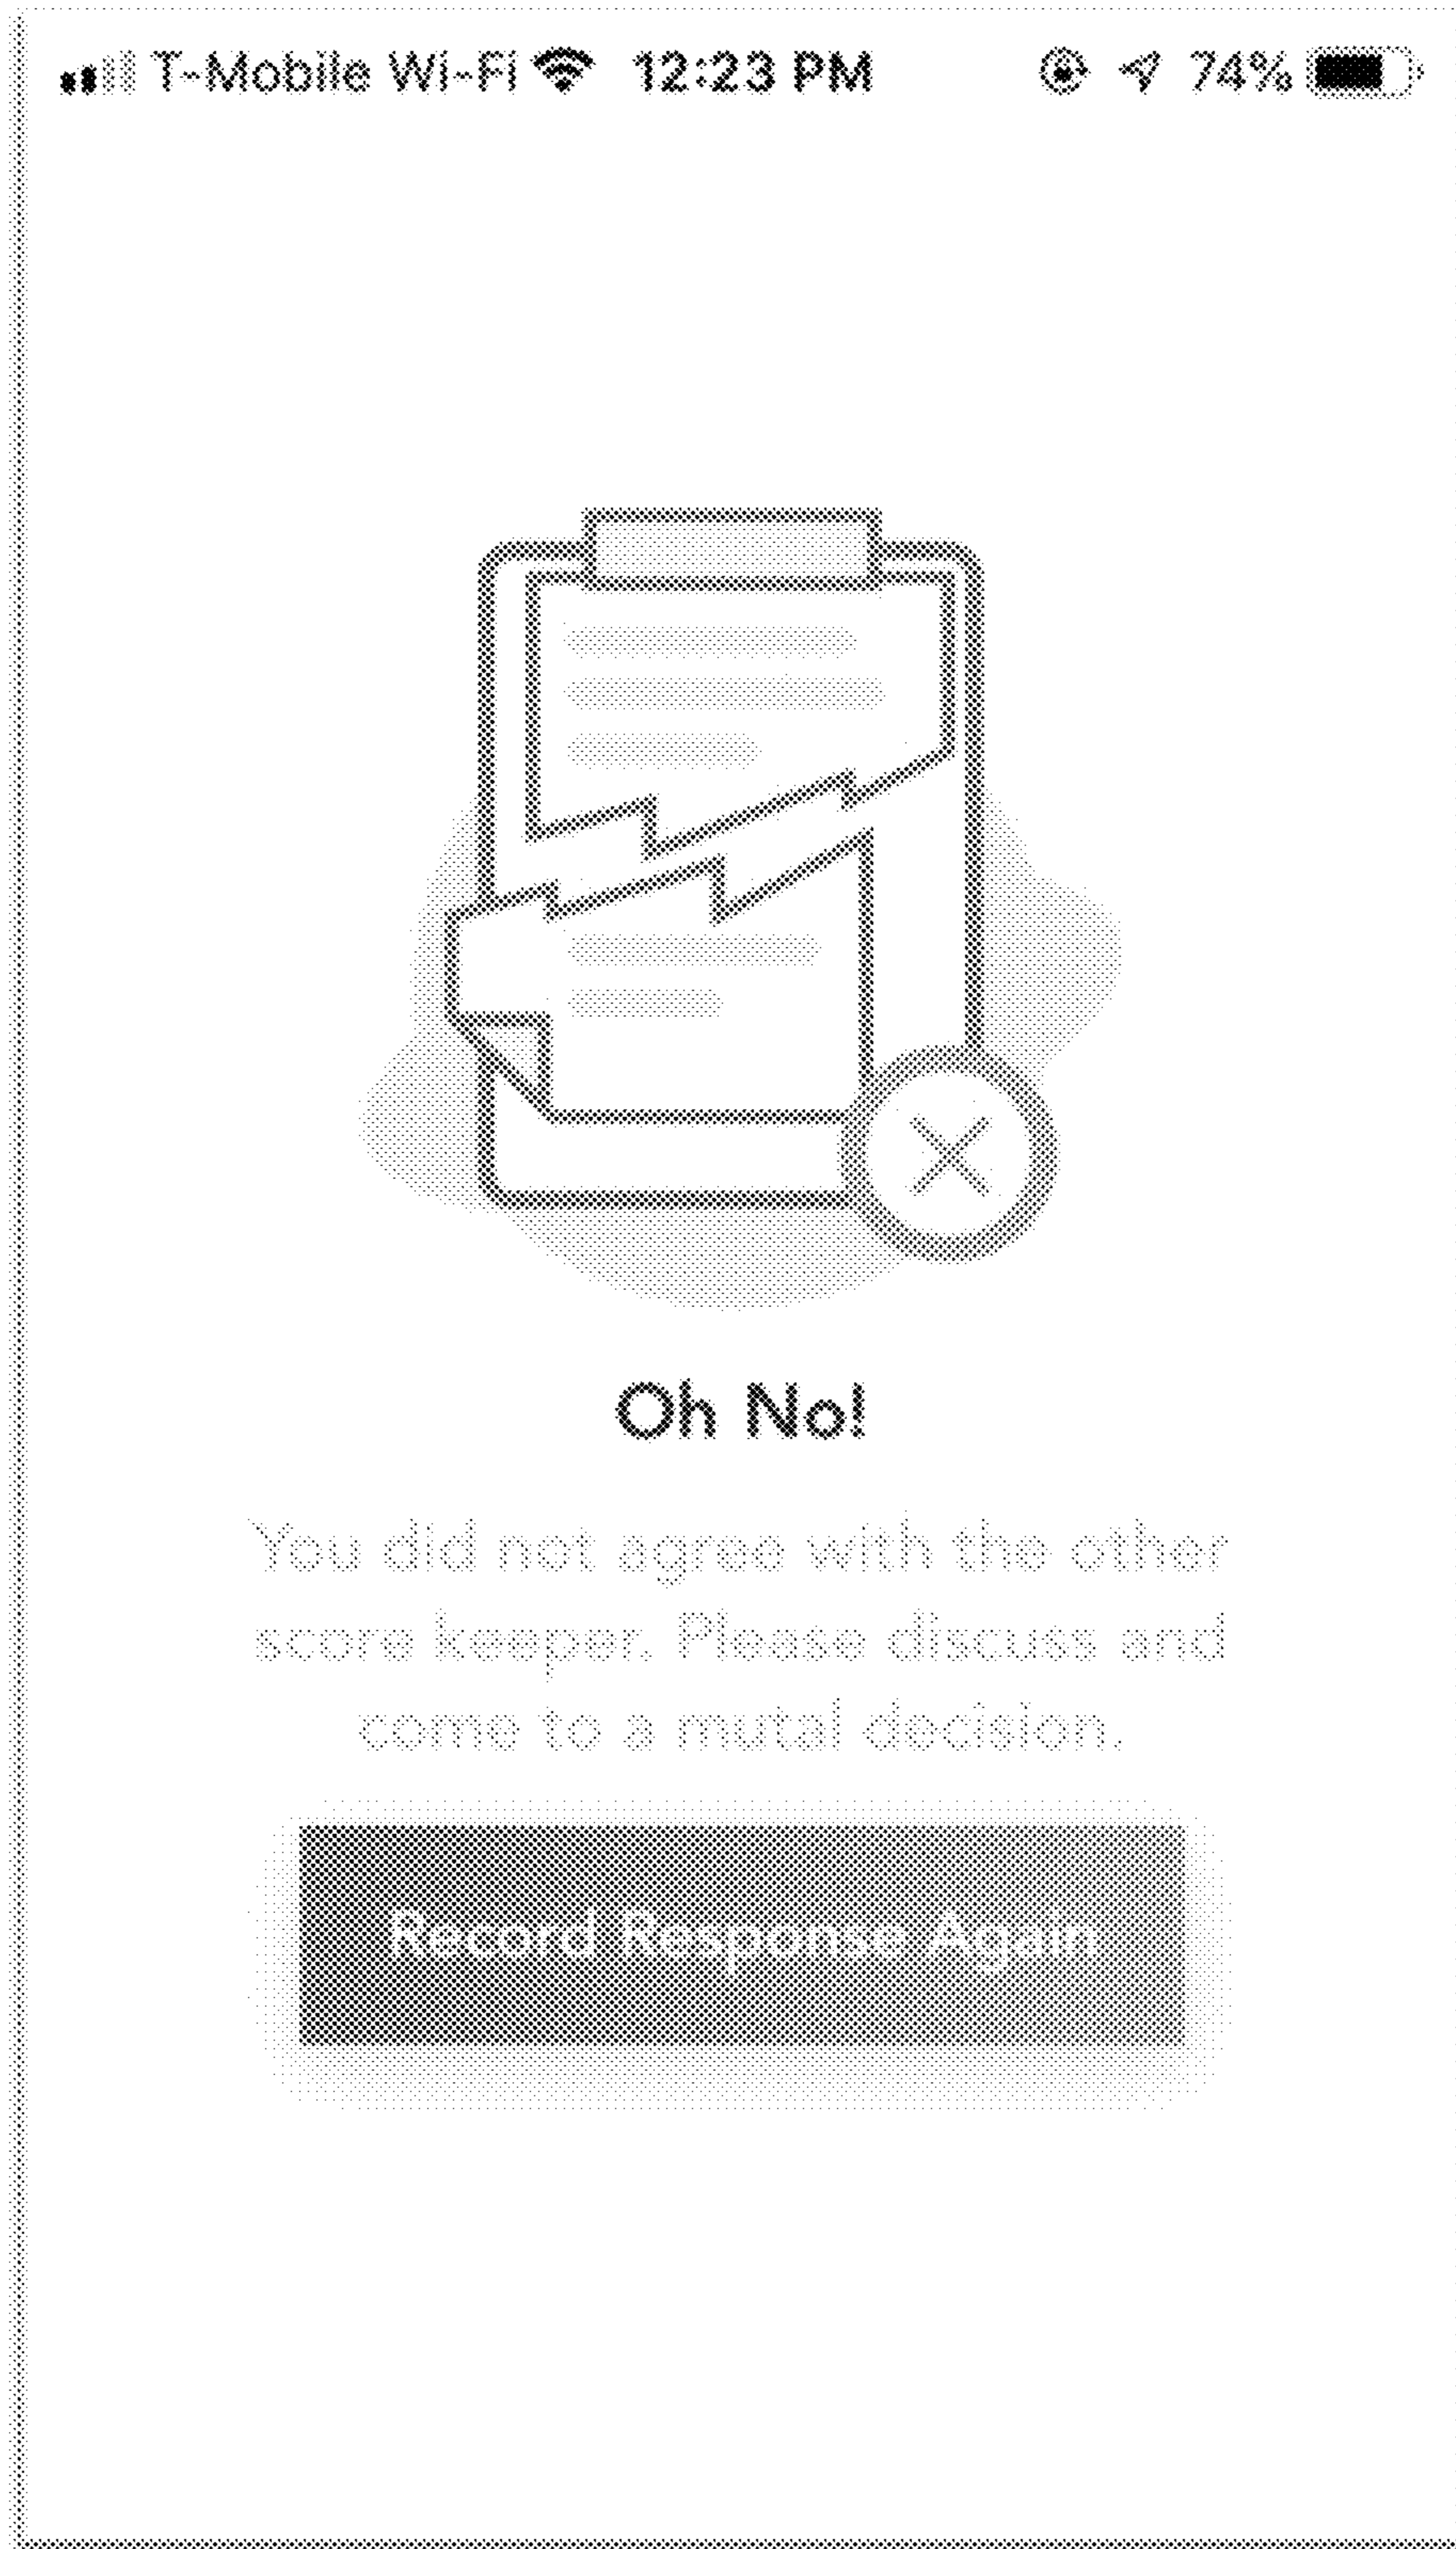 T-Mobile Wi-Fi 12:23 PM 74%
Oh No!
You did not agree with the other
score keeper. Please discuss and
come to a mutal decision.
Record Response Again